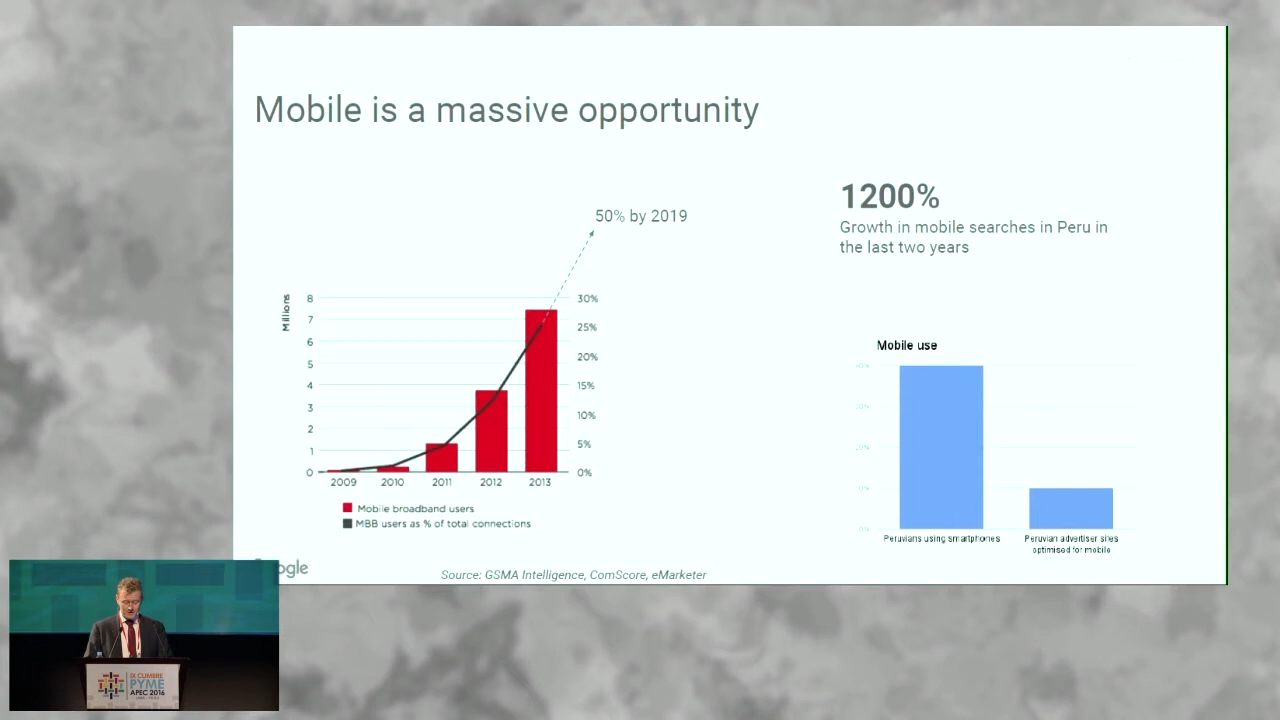 Mobile is a massive opportunity
1200%
Growth in mobile searches in Peru in
the last two years
50% by 2019
Millions
8
7
6
5
4
3
2
1
0
30%
25%
20%
15%
10%
5%
0%
2009 2010 2011 2012 2013
Mobile broadband users
MBB users as % of total connections
Mobile use
Peruvians using smartphones
Peruvian advertiser sites
optimised for mobile
Source: GSMA Intelligence, ComScore, eMarketer
IX CUMBRE
PYME
APEC 2016